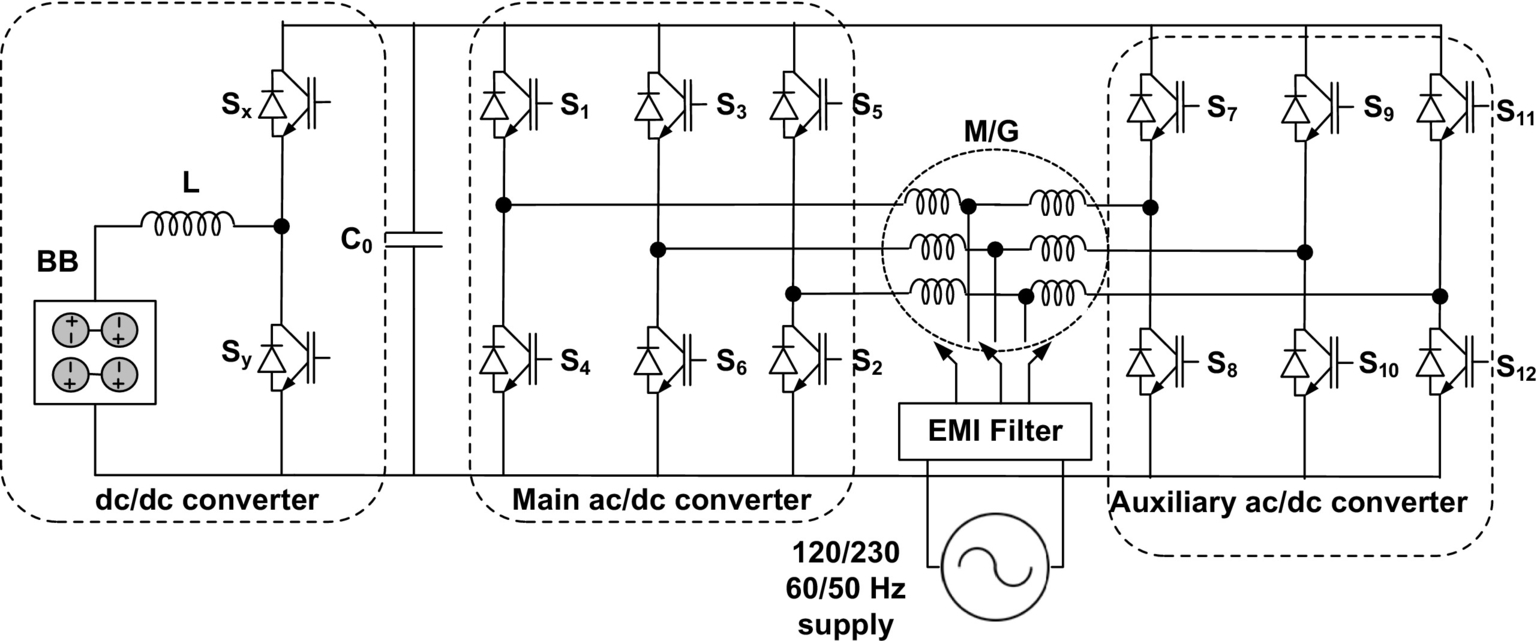 Sx
S1
S3
S5
M/G
S7
S9
S11
L
C0
BB
+ −
− +
Sy
S4
S6
S2
S8
S10
S12
EMI Filter
dc/dc converter
Main ac/dc converter
Auxiliary ac/dc converter
120/230
60/50 Hz
supply